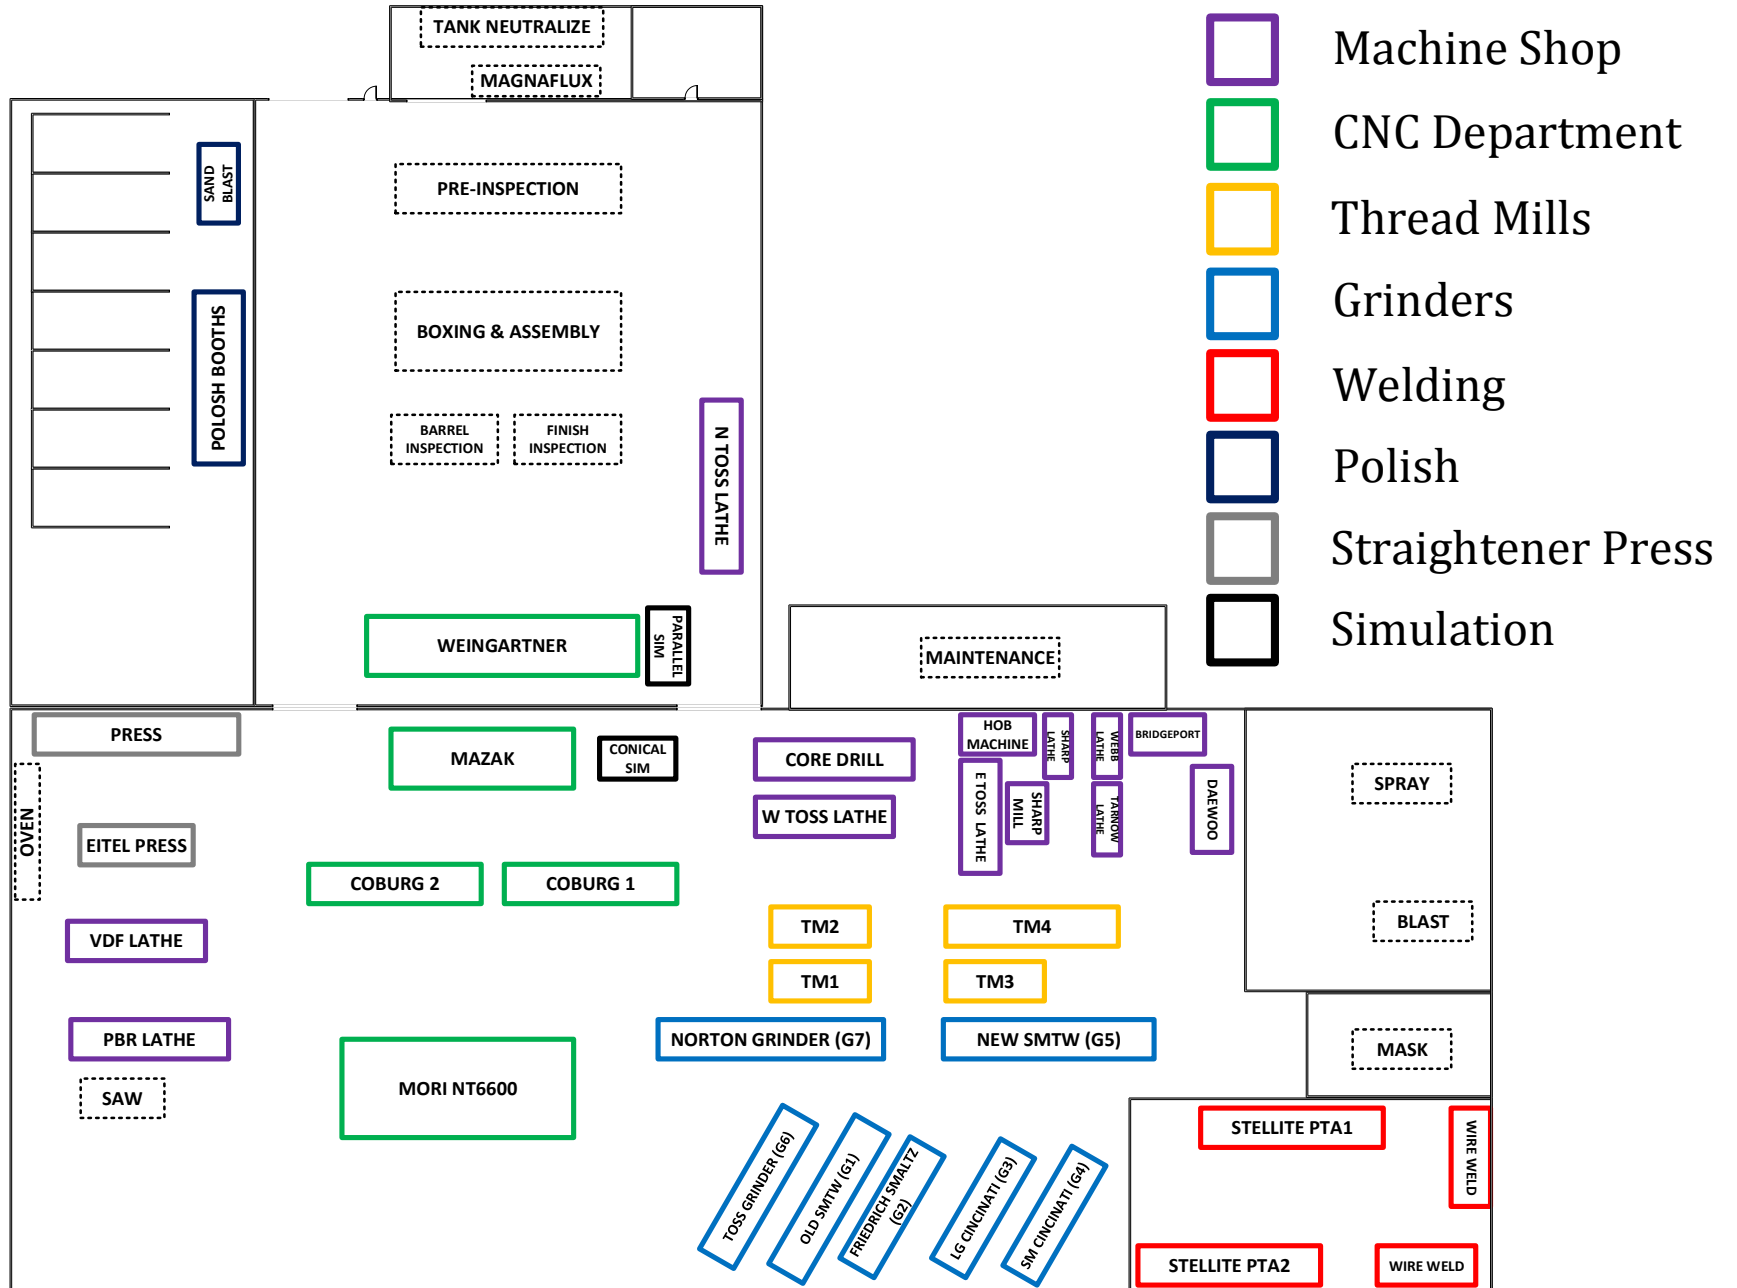 TANK NEUTRALIZE
MAGNAFLUX
Machine Shop
CNC Department
Thread Mills
Grinders
Welding
Polish
Straightener Press
Simulation
SAND
BLAST
PRE-INSPECTION
POLOSH BOOTHS
BOXING & ASSEMBLY
BARREL
INSPECTION
FINISH
INSPECTION
N TOSS LATHE
WEINGARTNER
PARALLEL
SIM
MAINTENANCE
PRESS
MAZAK
CONICAL
SIM
CORE DRILL
HOB
MACHINE
SHARP
LATHE
WEBB
LATHE
BRIDGEPORT
OVEN
EITEL PRESS
W TOSS LATHE
E TOSS LATHE
SHARP
MILL
TARNOW
LATHE
DAEWOO
SPRAY
COBURG 2
COBURG 1
VDF LATHE
TM2
TM4
BLAST
TM1
TM3
PBR LATHE
NORTON GRINDER (G7)
NEW SMTW (G5)
MASK
SAW
MORI NT6600
TOSS GRINDER (G6)
OLD SMTW (G1)
FRIEDRICH SMALTZ
(G2)
LG CINCINATI (G3)
SM CINCINATI (G4)
STELLITE PTA1
WIRE WELD
STELLITE PTA2
WIRE WELD